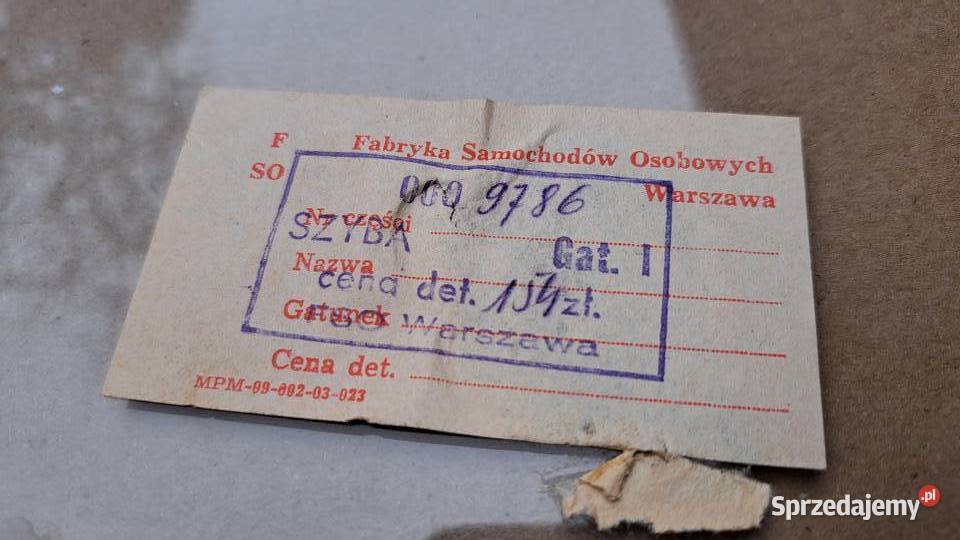 F Fabryka Samochodów Osobowych
SO Warszawa
000 9786
Nr części
SZYBA
Gat. I
Nazwa
cena det. 154 zł.
Gatunek
FSO Warszawa
Cena det.
MPM-09-002-03-023
Sprzedajemy.pl